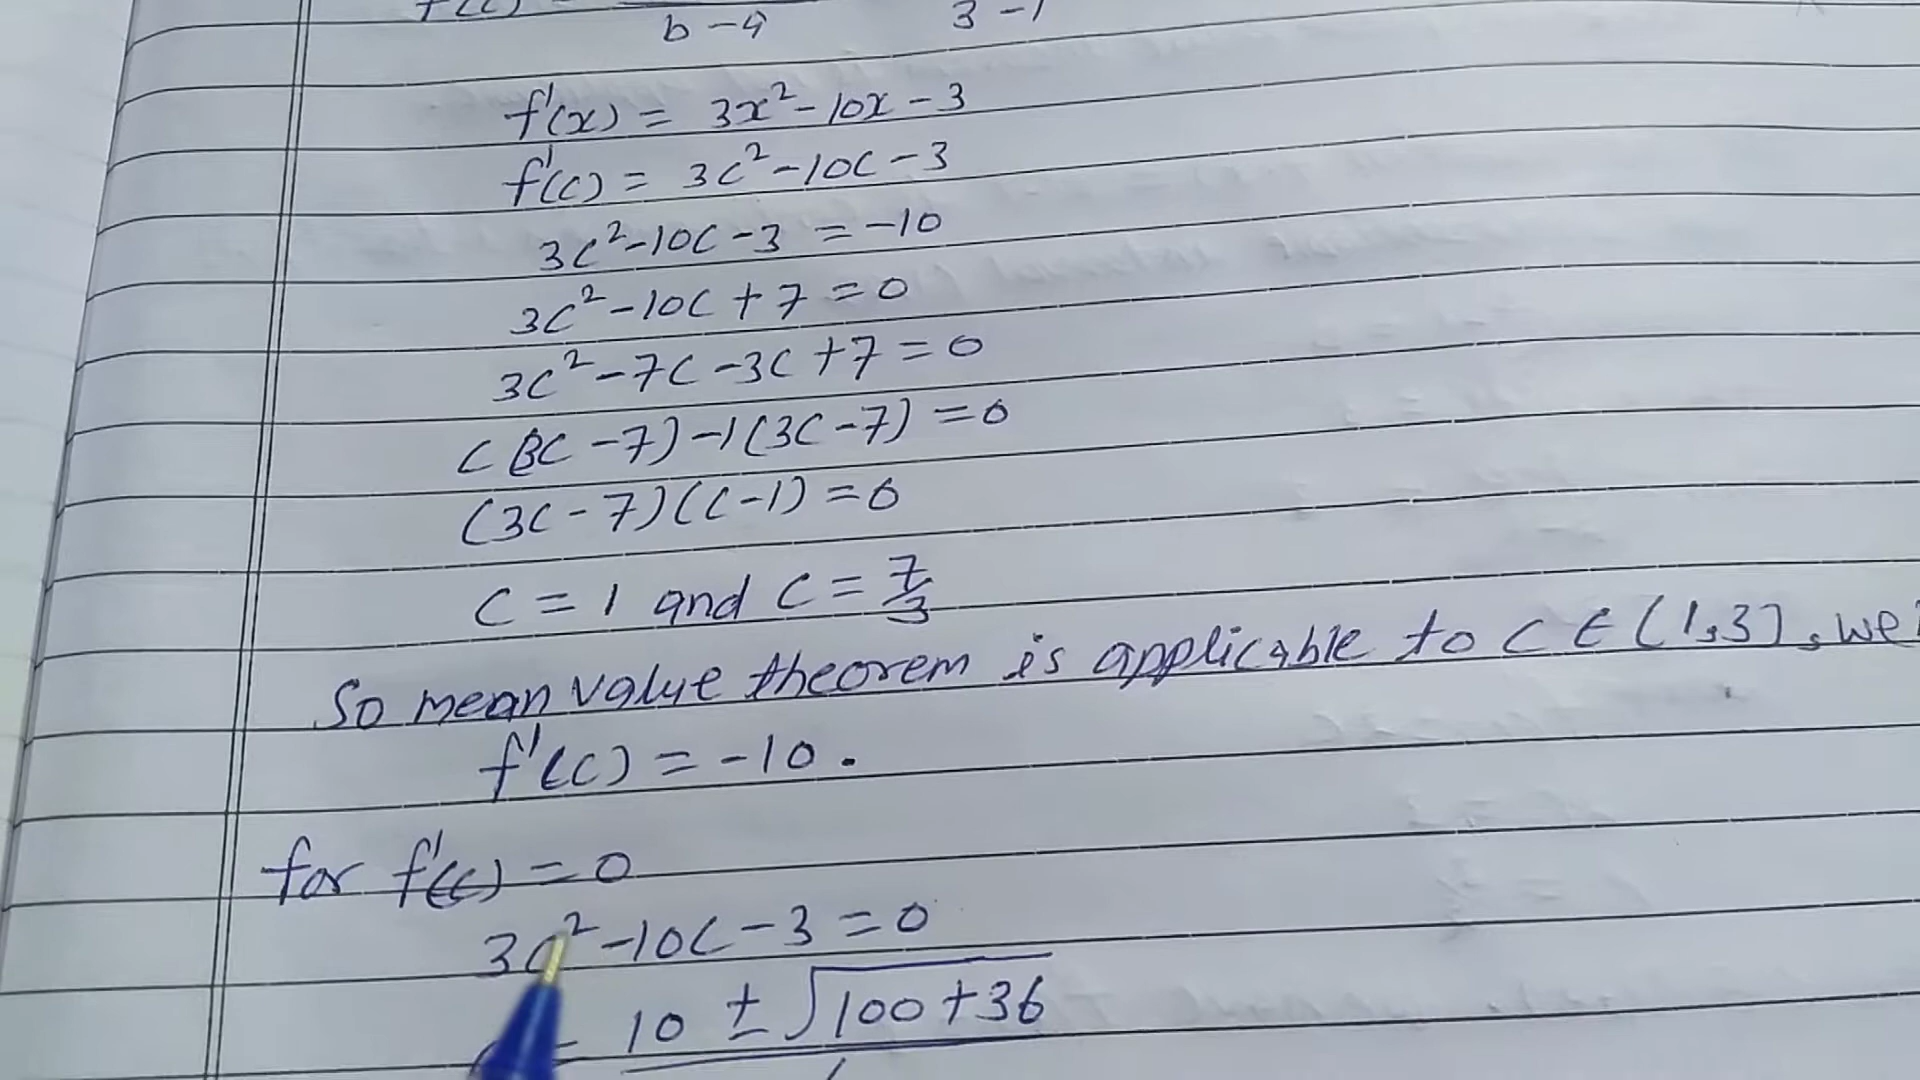 b-a 3-1
f'(x) = 3x²-10x-3
f'(c) = 3c²-10c-3
3c²-10c-3 = -10
3c²-10c+7=0
3c²-7c-3c+7=0
c(3c-7)-1(3c-7)=0
(3c-7)(c-1)=0
c=1 and c=7/3
So mean value theorem is applicable to c ∈ (1,3), we
f'(c) = -10.
for f'(c) = 0
3c²-10c-3=0
= 10 ± √100+36